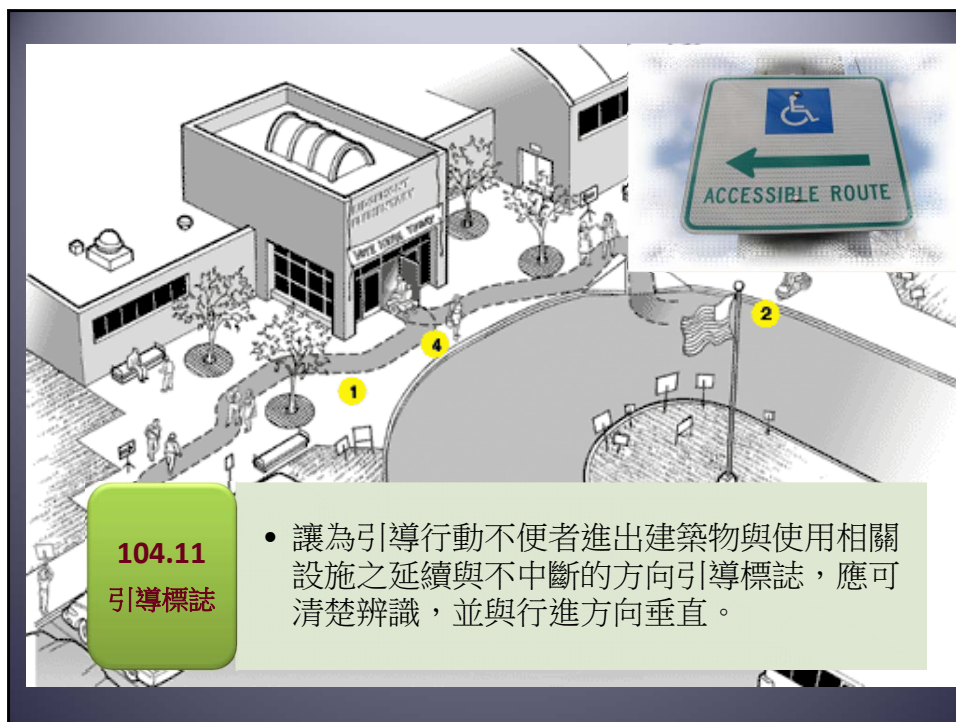 ACCESSIBLE ROUTE
VOTE HERE TODAY
2
4
1
104.11
引導標誌
• 讓為引導行動不便者進出建築物與使用相關
設施之延續與不中斷的方向引導標誌，應可
清楚辨識，並與行進方向垂直。